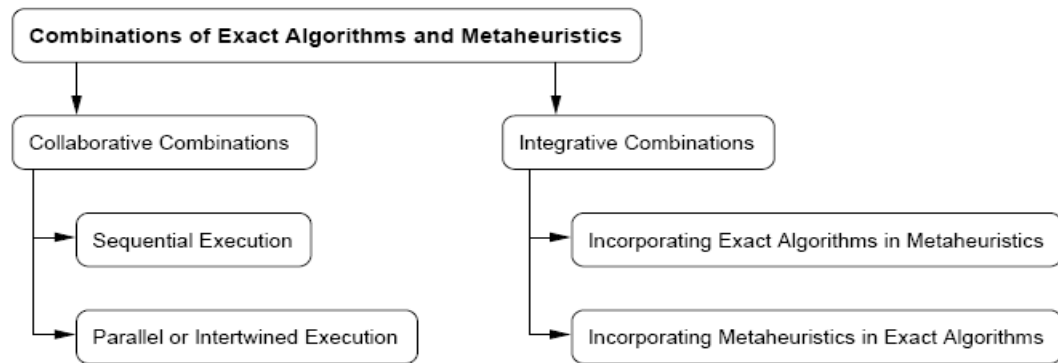 Combinations of Exact Algorithms and Metaheuristics
Collaborative Combinations
Integrative Combinations
Sequential Execution
Incorporating Exact Algorithms in Metaheuristics
Parallel or Intertwined Execution
Incorporating Metaheuristics in Exact Algorithms